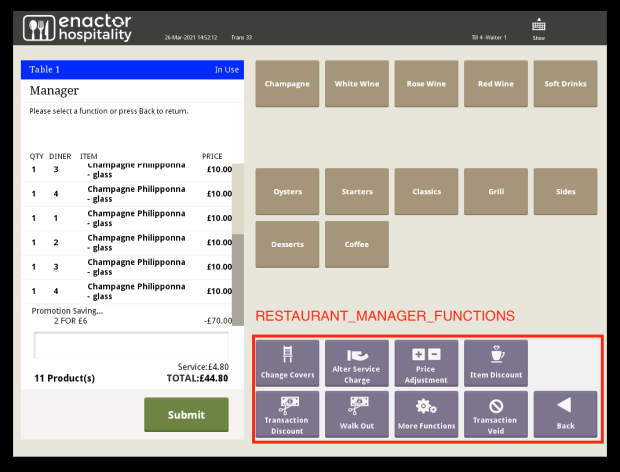 enactor
hospitality
26-Mar-2021 14:52:12 Trans 33
Till 4 -Waiter 1
Show
Table 1 In Use
Manager
Please select a function or press Back to return.
QTY DINER ITEM PRICE
1 3 Champagne Philipponna £10.00
- glass
1 4 Champagne Philipponna £10.00
- glass
1 1 Champagne Philipponna £10.00
- glass
1 2 Champagne Philipponna £10.00
- glass
1 3 Champagne Philipponna £10.00
- glass
1 4 Champagne Philipponna £10.00
- glass
Promotion Saving...
2 FOR £6 -£70.00
Service:£4.80
11 Product(s) TOTAL:£44.80
Submit
Champagne White Wine Rose Wine Red Wine Soft Drinks
Oysters Starters Classics Grill Sides
Desserts Coffee
RESTAURANT_MANAGER_FUNCTIONS
Change Covers
Alter Service
Charge
Price
Adjustment
Item Discount
Transaction
Discount
Walk Out
More Functions
Transaction
Void
Back